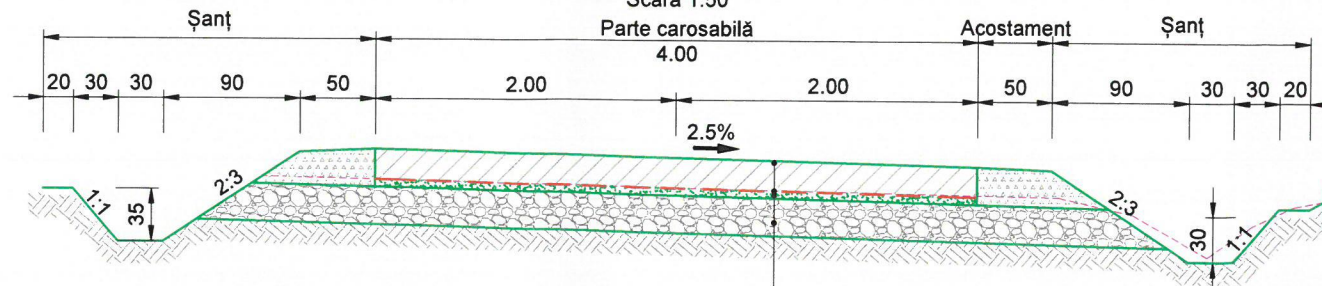 Scara 1:50
Șanț
Parte carosabilă
Acostament
Șanț
4.00
20 30 30 90 50 2.00 2.00 50 90 30 30 20
2.5%
1:1
35
2:3
2:3
30
1:1